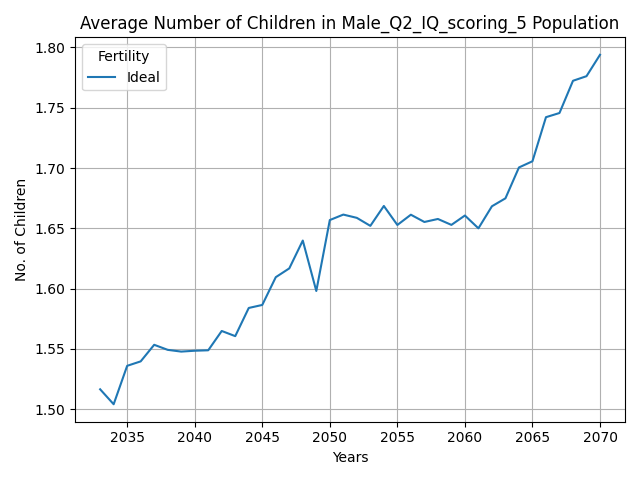 Average Number of Children in Male_Q2_IQ_scoring_5 Population
Fertility
Ideal
No. of Children
1.80
1.75
1.70
1.65
1.60
1.55
1.50
2035 2040 2045 2050 2055 2060 2065 2070
Years